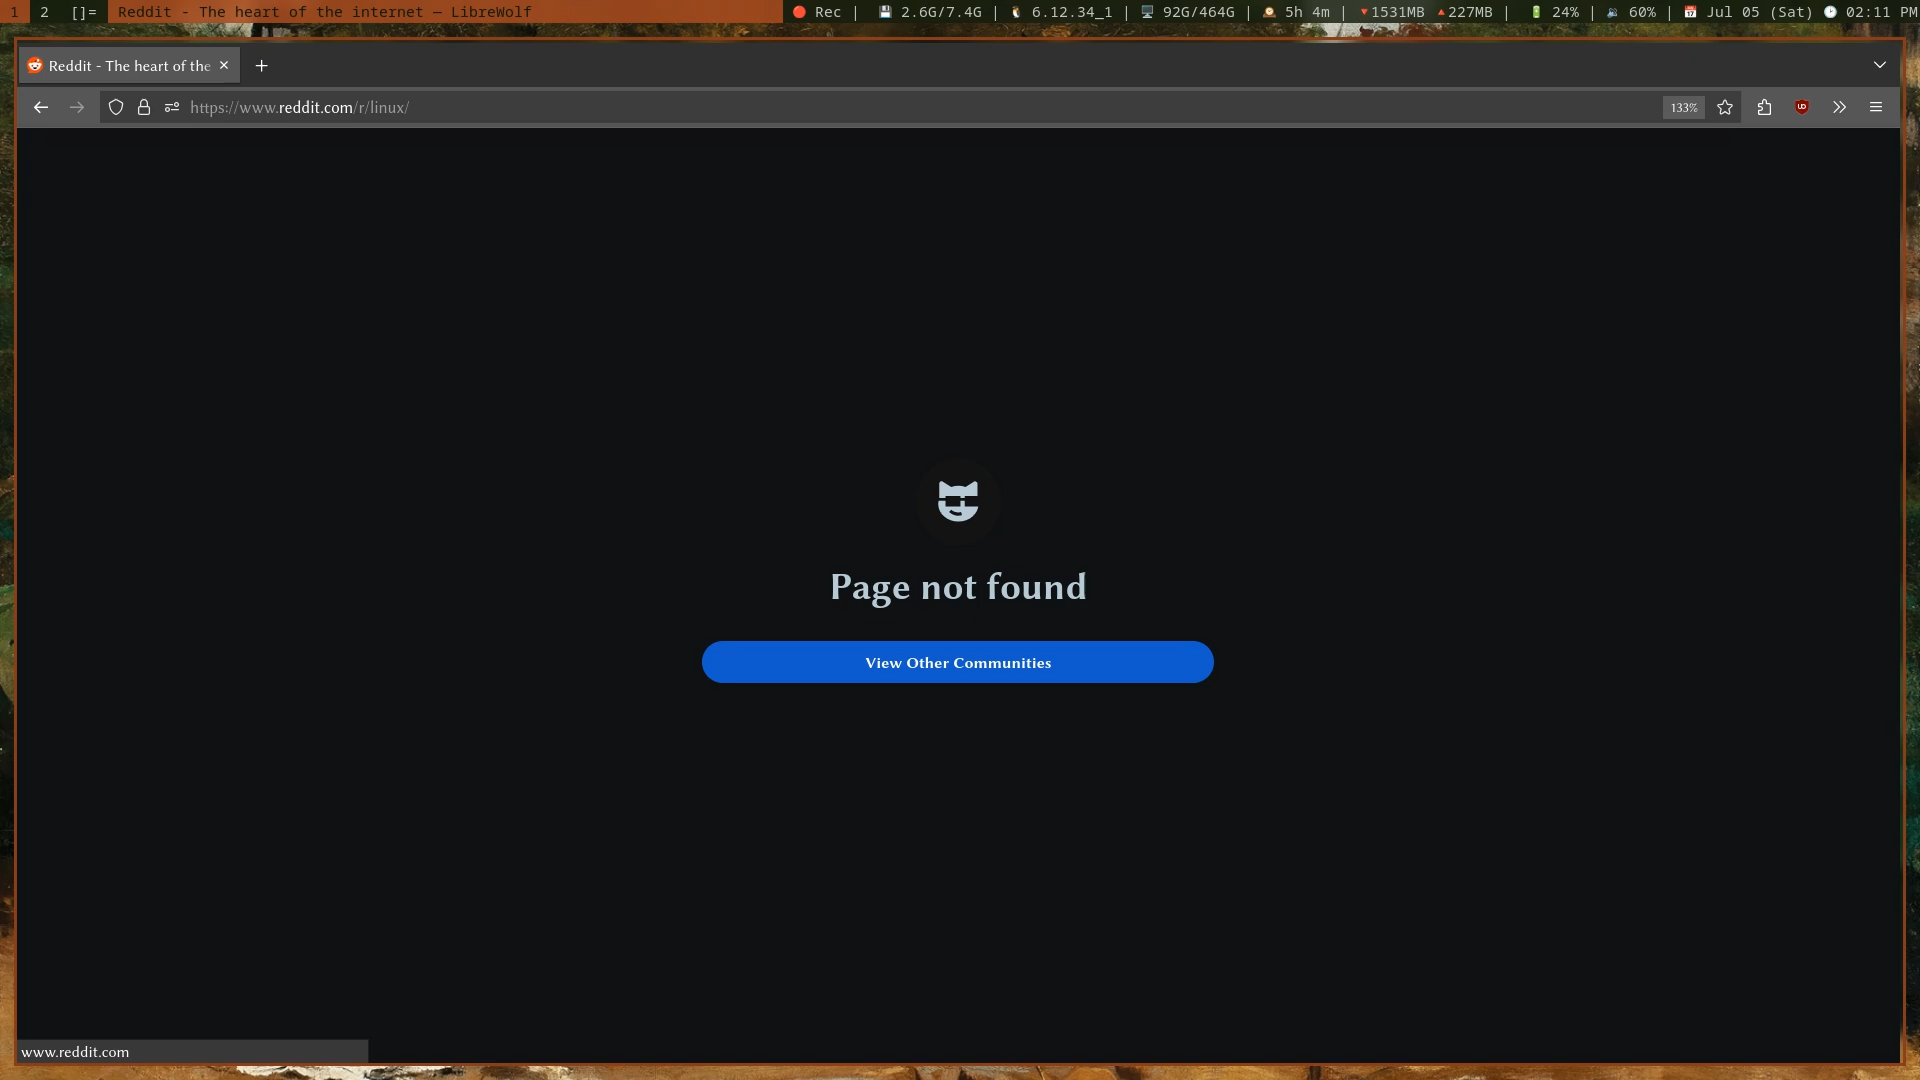 1 2 []= Reddit - The heart of the internet — LibreWolf Rec | 2.6G/7.4G | 6.12.34_1 | 92G/464G | 5h 4m | 1531MB 227MB | 24% | 60% | Jul 05 (Sat) 02:11 PM
Reddit - The heart of the
https://www.reddit.com/r/linux/ 133%
Page not found
View Other Communities
www.reddit.com